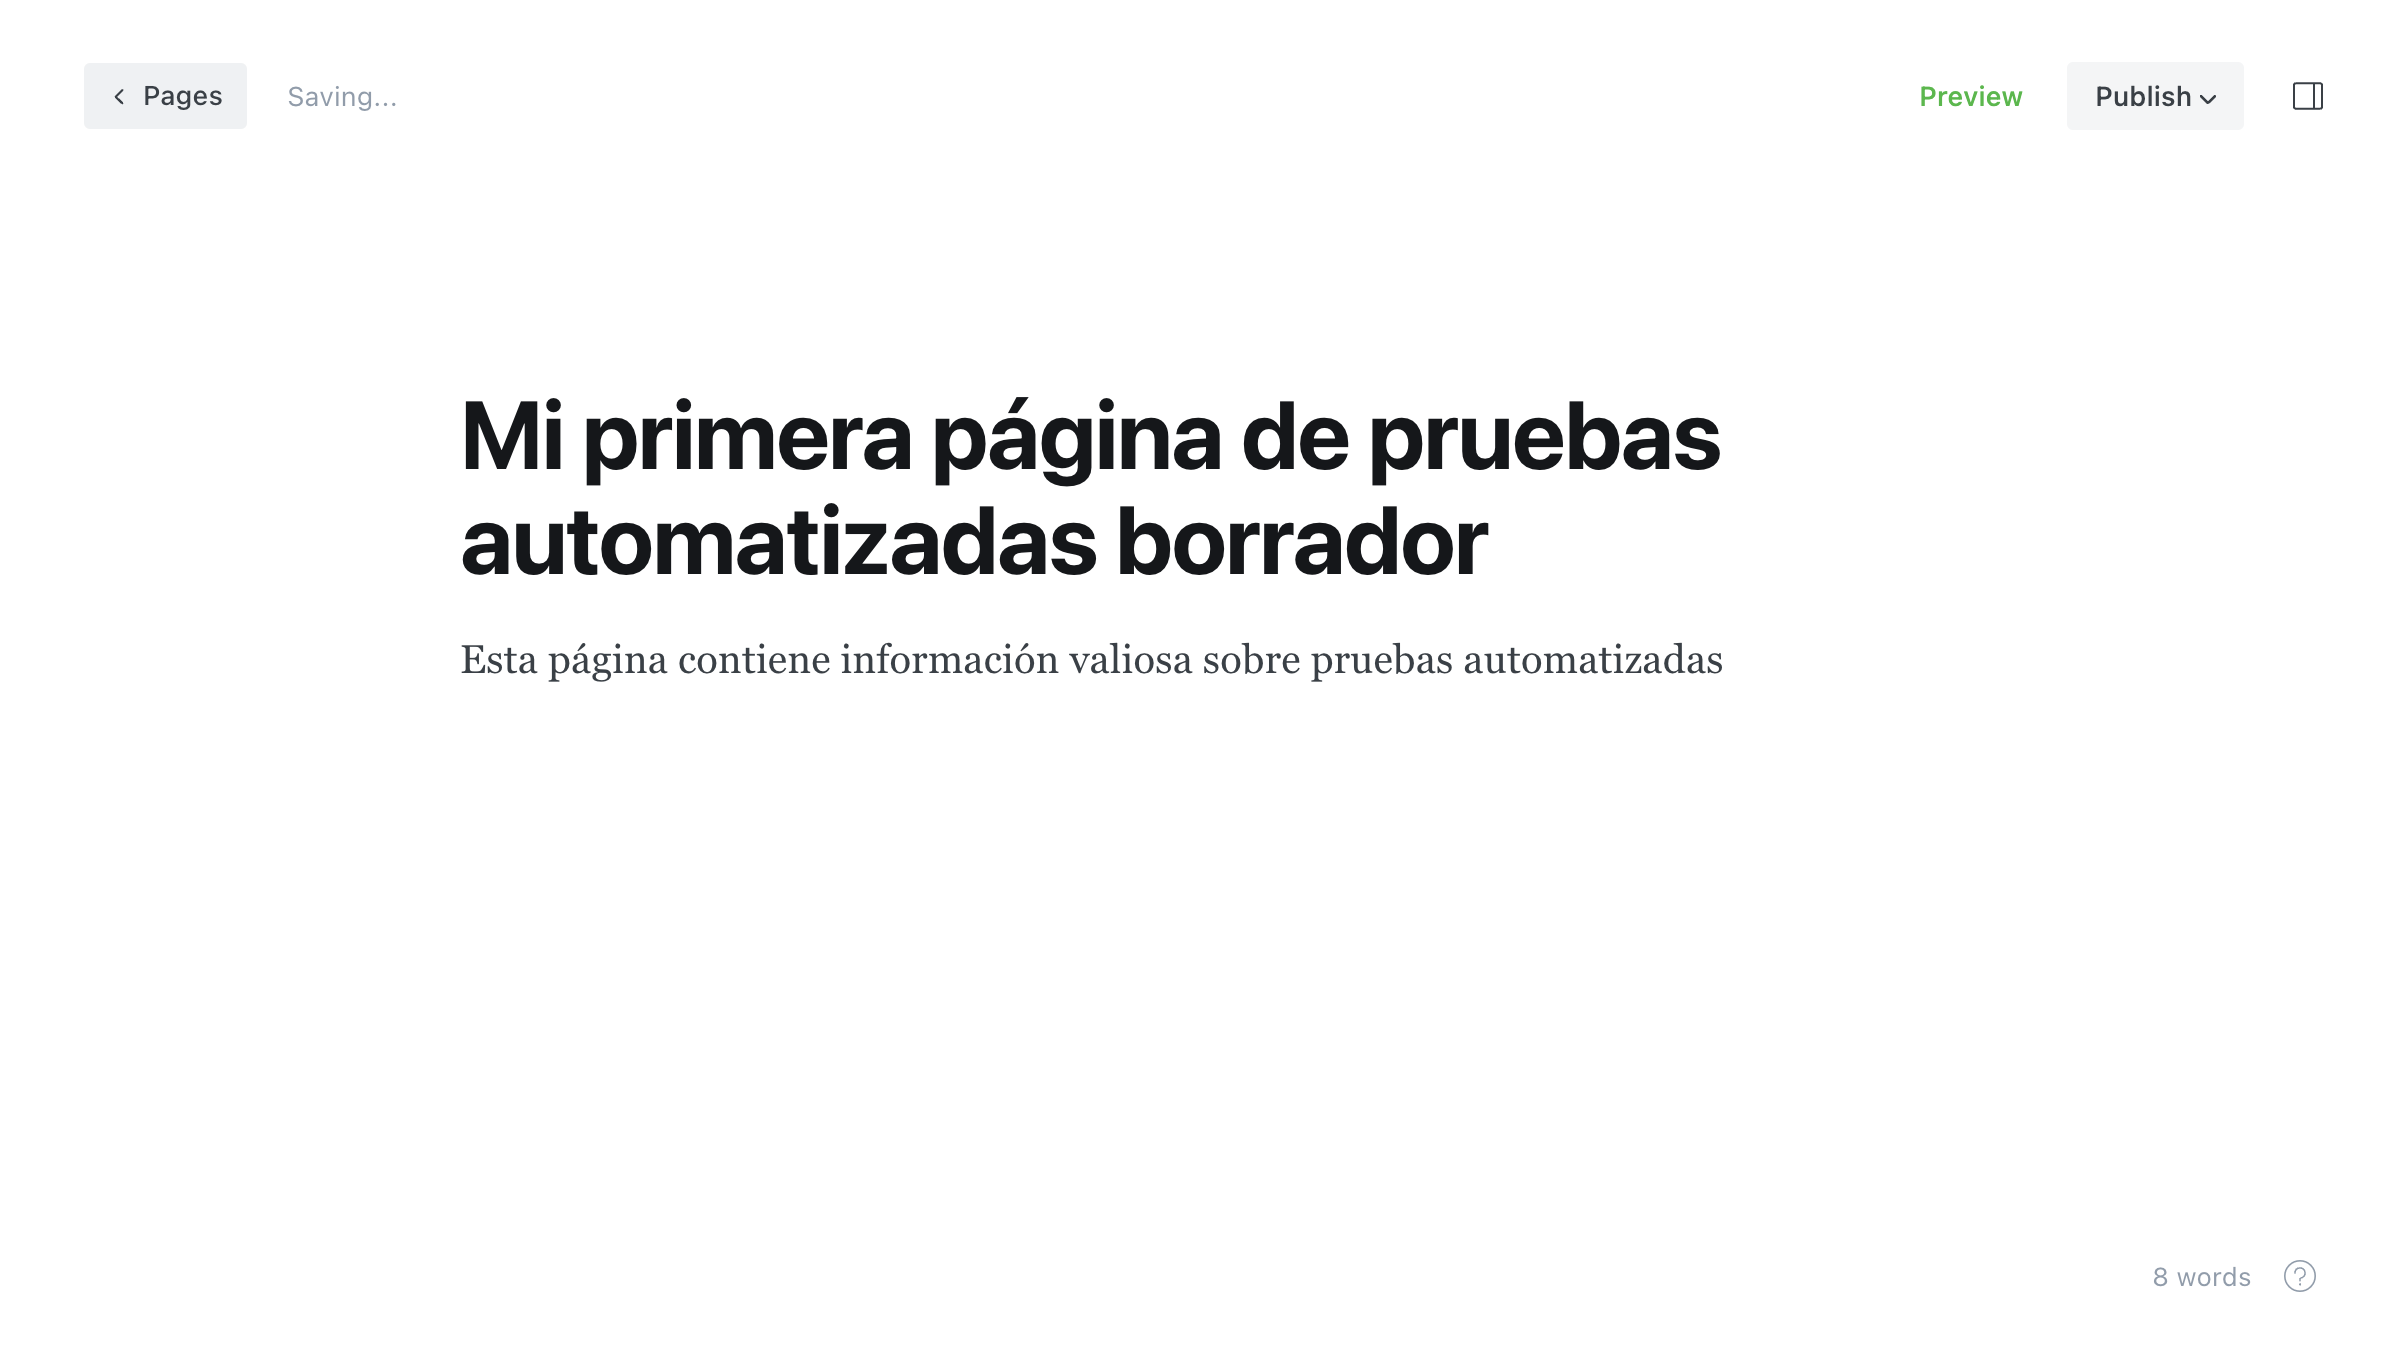 Pages
Saving...
Preview
Publish
Mi primera página de pruebas
automatizadas borrador
Esta página contiene información valiosa sobre pruebas automatizadas
8 words
?